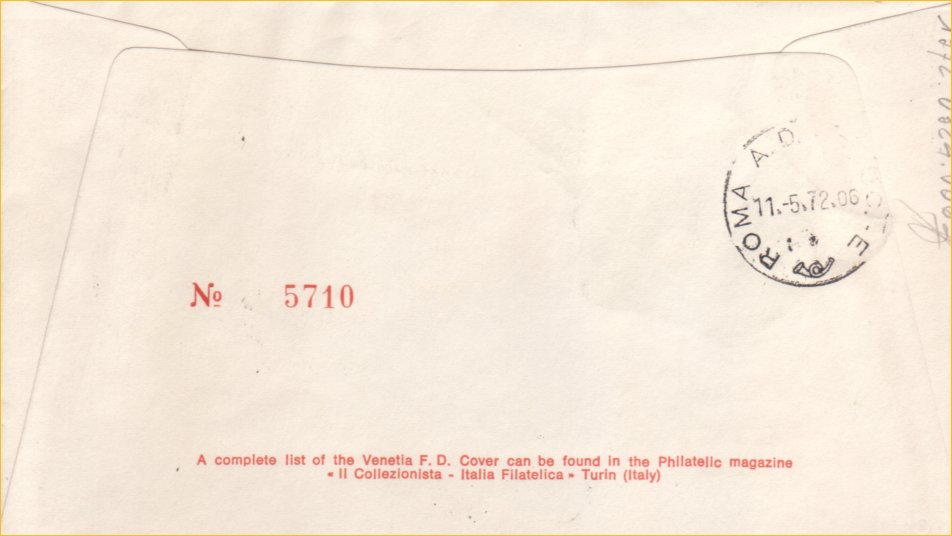 ROMA A.D.
11.-5.72.06
No 5710
A complete list of the Venetia F. D. Cover can be found in the Philatelic magazine
« Il Collezionista - Italia Filatelica » Turin (Italy)